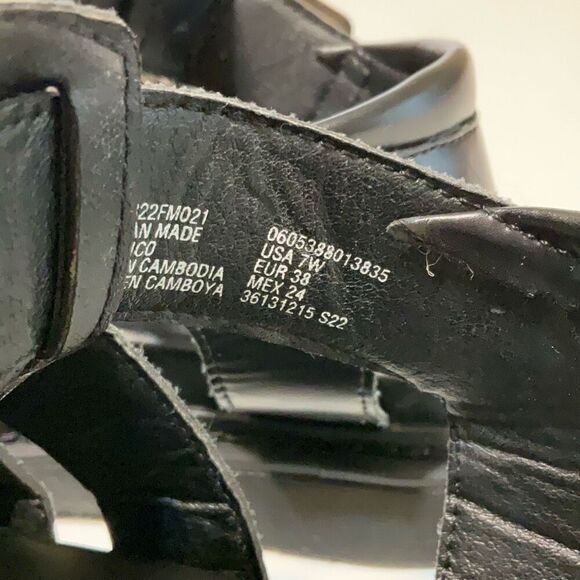 22FM021
AN MADE
ICO
N CAMBODIA
EN CAMBOYA
0605388013835
USA 7W
EUR 38
MEX 24
36131215 S22